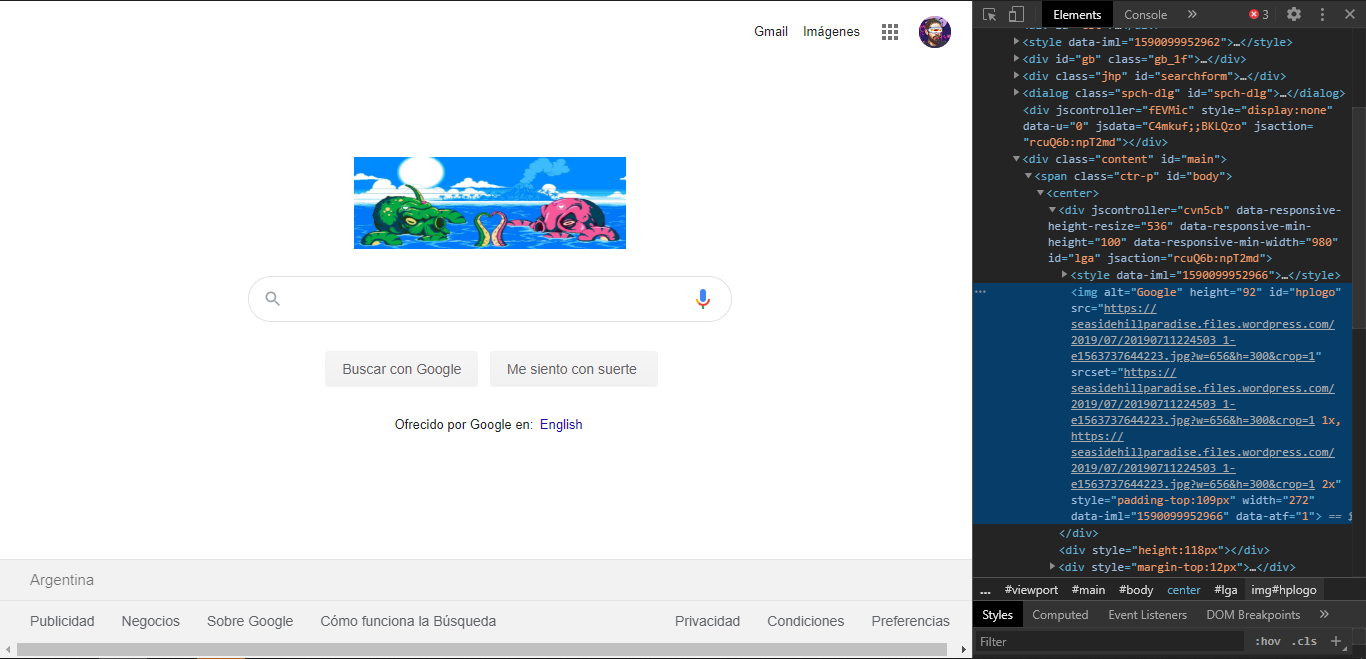 Gmail Imágenes
Buscar con Google Me siento con suerte
Ofrecido por Google en: English
Argentina
Publicidad Negocios Sobre Google Cómo funciona la Búsqueda Privacidad Condiciones Preferencias
Elements Console » 3
<style data-iml="1590099952962">…</style>
<div id="gb" class="gb_1f">…</div>
<div class="jhp" id="searchform">…</div>
<dialog class="spch-dlg" id="spch-dlg">…</dialog>
<div jscontroller="fEVMic" style="display:none"
data-u="0" jsdata="C4mkuf;;BKLQzo" jsaction=
"rcuQ6b:npT2md"></div>
<div class="content" id="main">
<span class="ctr-p" id="body">
<center>
<div jscontroller="cvn5cb" data-responsive-
height-resize="536" data-responsive-min-
height="100" data-responsive-min-width="980"
id="lga" jsaction="rcuQ6b:npT2md">
<style data-iml="1590099952966">…</style>
<img alt="Google" height="92" id="hplogo"
src="https://
seasidehillparadise.files.wordpress.com/
2019/07/20190711224503_1-
e1563737644223.jpg?w=656&h=300&crop=1"
srcset="https://
seasidehillparadise.files.wordpress.com/
2019/07/20190711224503_1-
e1563737644223.jpg?w=656&h=300&crop=1 1x,
https://
seasidehillparadise.files.wordpress.com/
2019/07/20190711224503_1-
e1563737644223.jpg?w=656&h=300&crop=1 2x"
style="padding-top:109px" width="272"
data-iml="1590099952966" data-atf="1"> ==
</div>
<div style="height:118px"></div>
<div style="margin-top:12px">…</div>
… #viewport #main #body center #lga img#hplogo
Styles Computed Event Listeners DOM Breakpoints »
Filter :hov .cls +